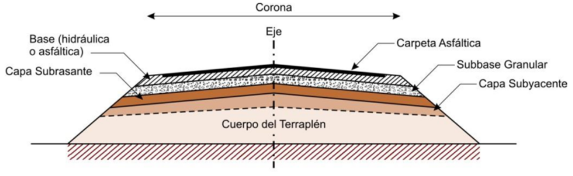 Corona
Eje
Base (hidráulica
o asfáltica)
Carpeta Asfáltica
Capa Subrasante
Subbase Granular
Capa Subyacente
Cuerpo del Terraplén